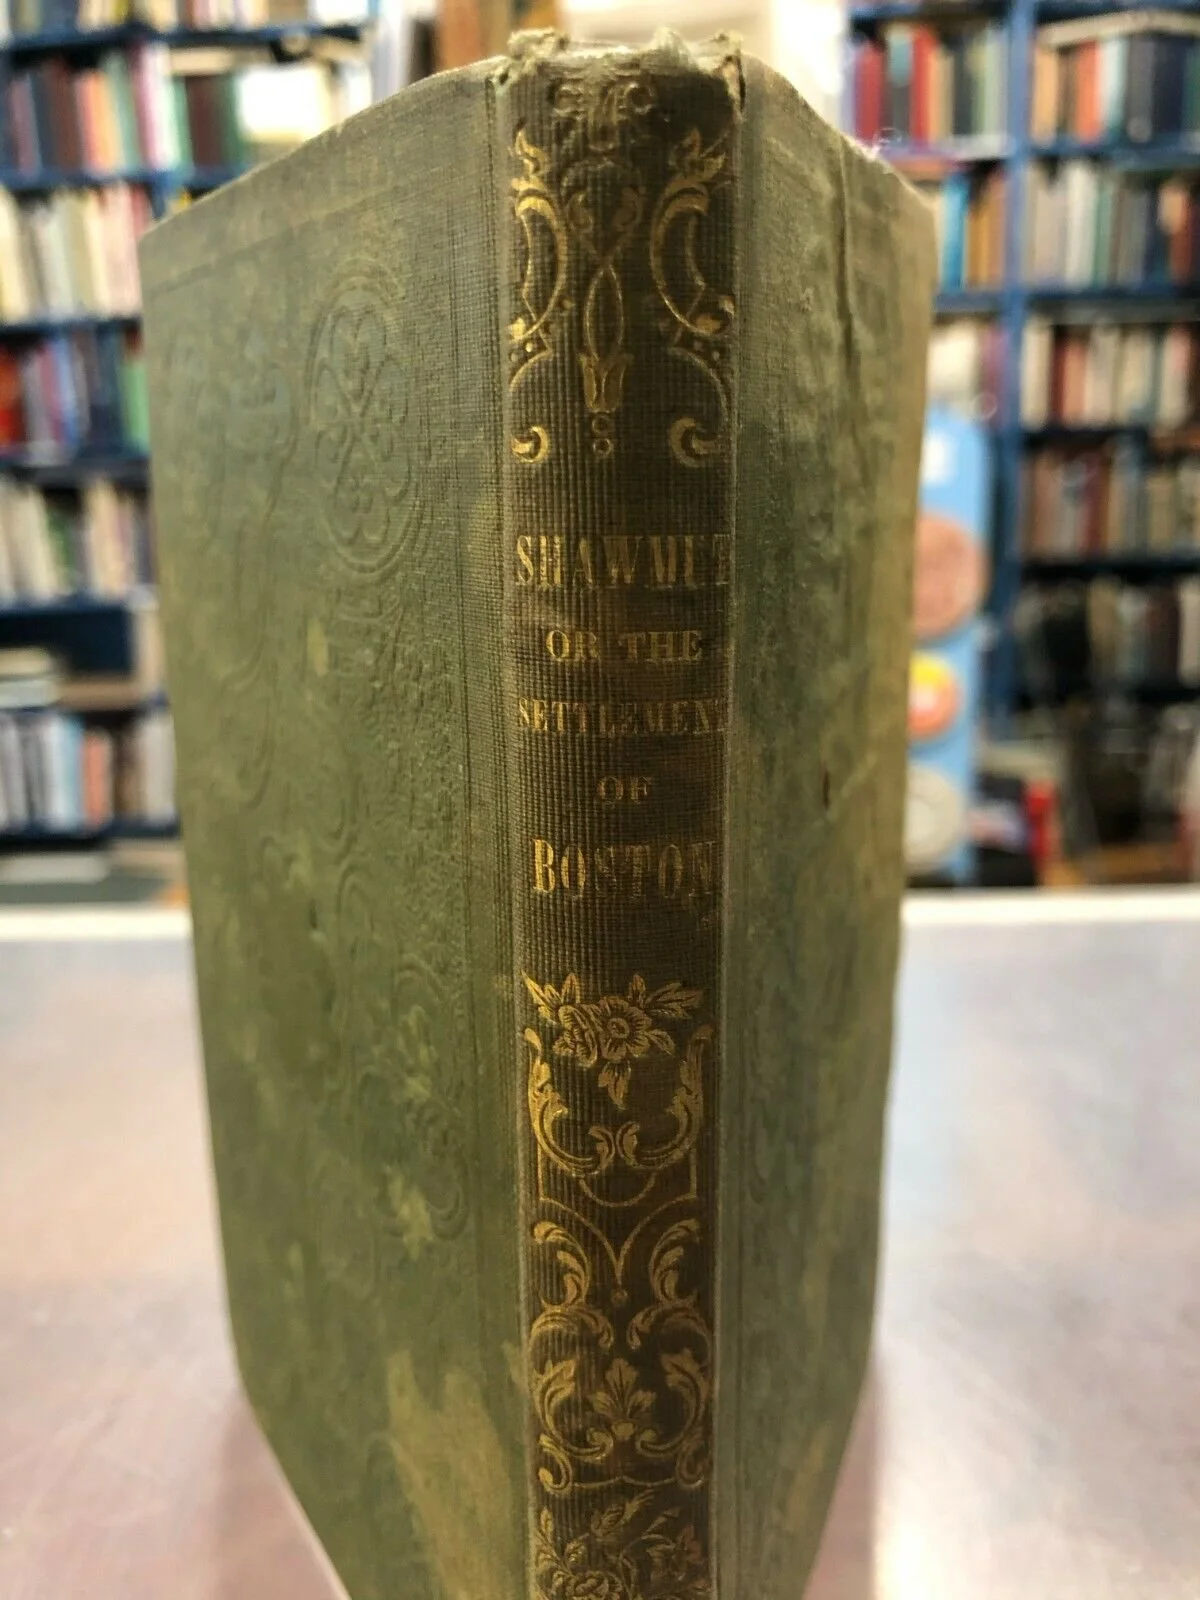 SHAWMUT
OR THE
SETTLEMENT
OF
BOSTON